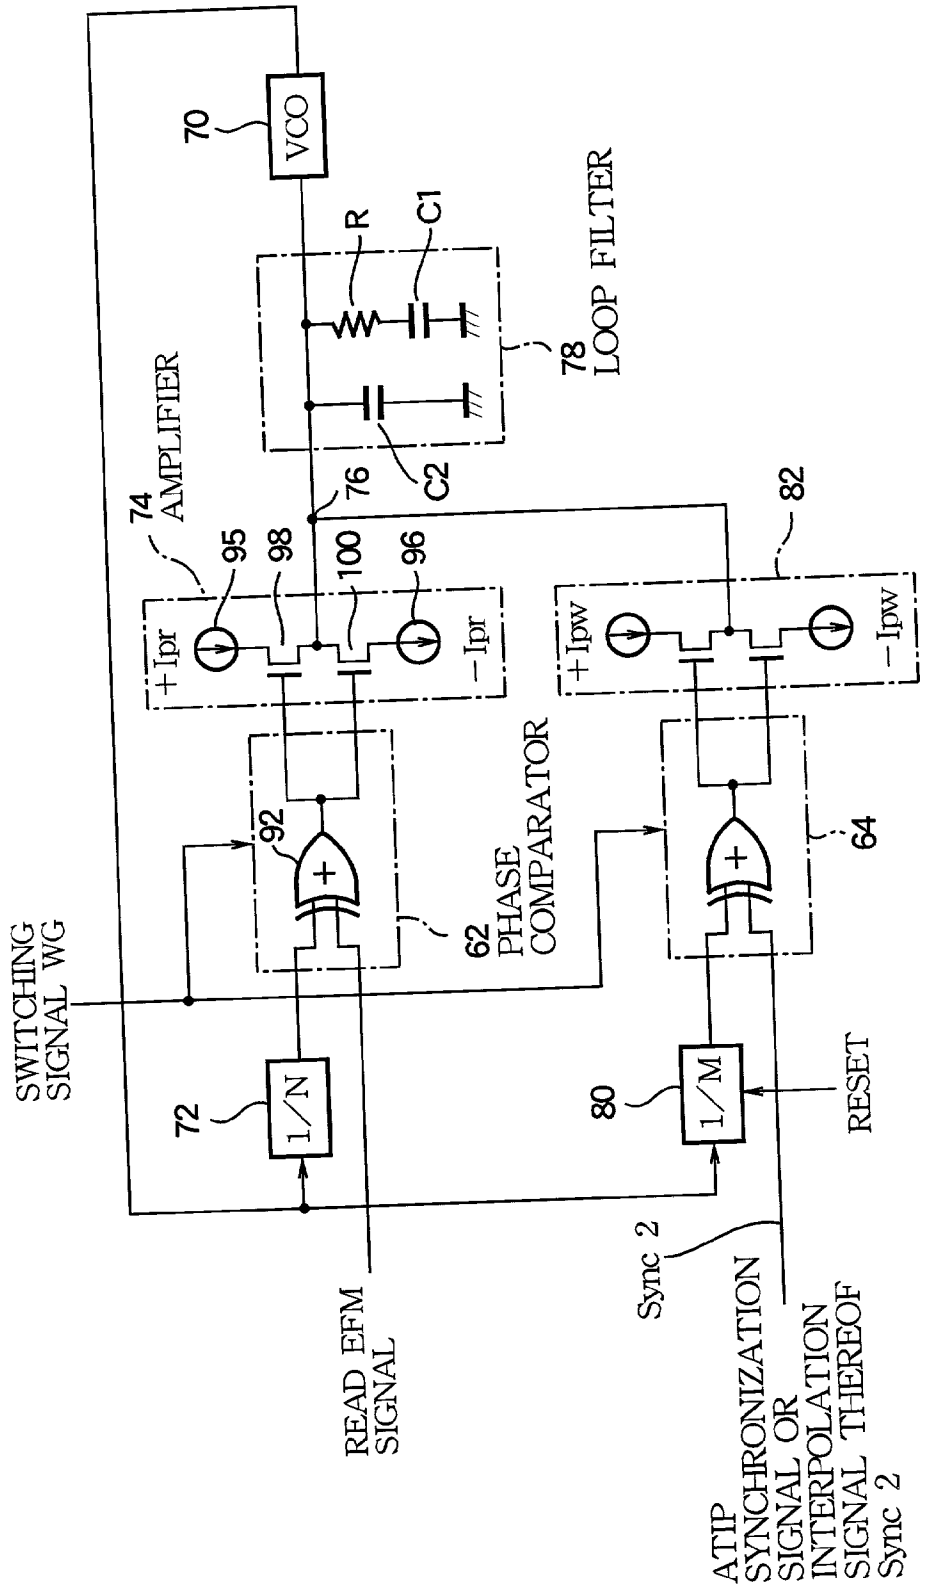 SWITCHING
SIGNAL WG
READ EFM
SIGNAL
ATIP
SYNCHRONIZATION
SIGNAL OR
INTERPOLATION
SIGNAL THEREOF
Sync 2
Sync 2
72
1/N
80
1/M
RESET
92
+
62
PHASE
COMPARATOR
+
64
74
AMPLIFIER
+Ipr
95
98
100
96
-Ipr
+Ipw
-Ipw
82
76
C2
R
C1
78
LOOP FILTER
70
VCO